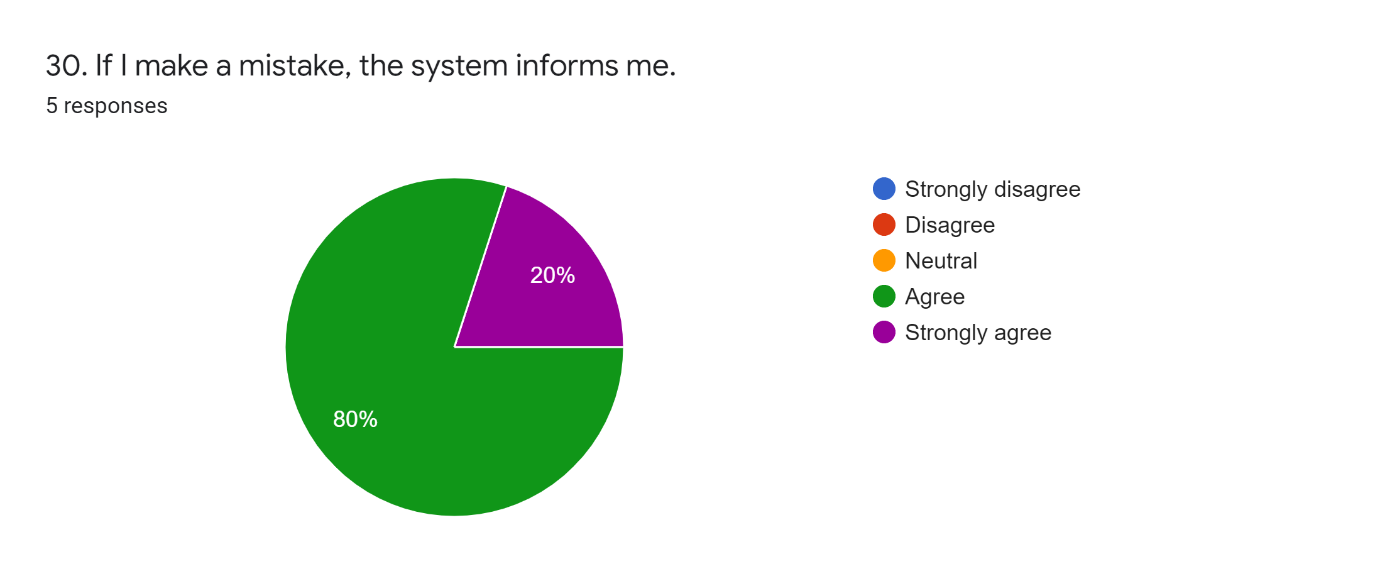 30. If I make a mistake, the system informs me.
5 responses
Strongly disagree
Disagree
Neutral
Agree
Strongly agree
20%
80%